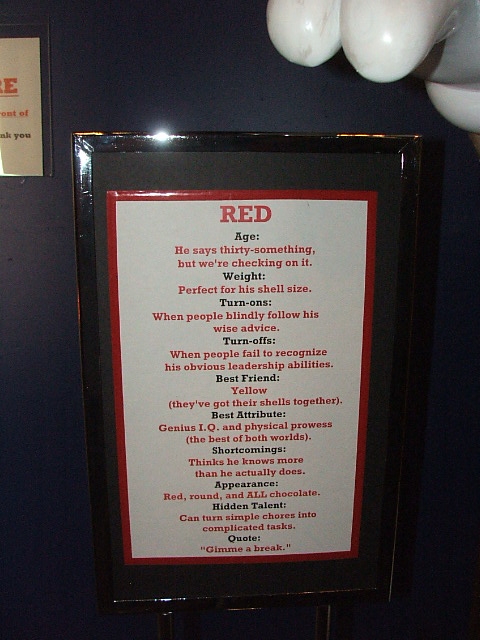 RE
ront of
nk you
RED
Age:
He says thirty-something,
but we're checking on it.
Weight:
Perfect for his shell size.
Turn-ons:
When people blindly follow his
wise advice.
Turn-offs:
When people fail to recognize
his obvious leadership abilities.
Best Friend:
Yellow
(they've got their shells together).
Best Attribute:
Genius I.Q. and physical prowess
(the best of both worlds).
Shortcomings:
Thinks he knows more
than he actually does.
Appearance:
Red, round, and ALL chocolate.
Hidden Talent:
Can turn simple chores into
complicated tasks.
Quote:
"Gimme a break."